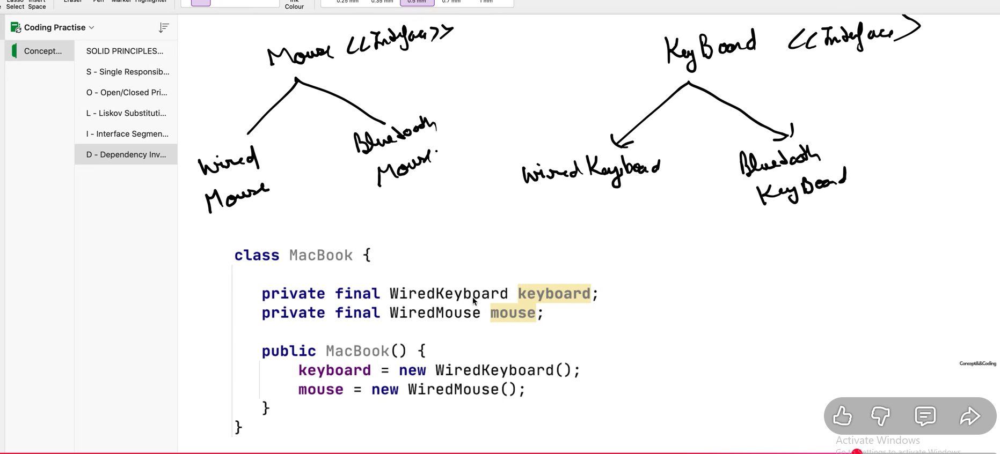 Lasso Insert Eraser Pen Marker Highlighter Ink 0.25 mm 0.35 mm 0.5 mm 0.7 mm 1 mm
Select Space Colour
Coding Practise
Concept...
SOLID PRINCIPLES...
S - Single Responsib...
O - Open/Closed Pri...
L - Liskov Substituti...
I - Interface Segmen...
D - Dependency Inv...
Mouse <<Interface>>
KeyBoard <<Interface>
Wired
Mouse
Bluetooth
Mouse
Wired Keyboard
Bluetooth
KeyBoard
class MacBook {
private final WiredKeyboard keyboard;
private final WiredMouse mouse;
public MacBook() {
keyboard = new WiredKeyboard();
mouse = new WiredMouse();
}
}
Concept&&Coding
Activate Windows
Go to Settings to activate Windows.